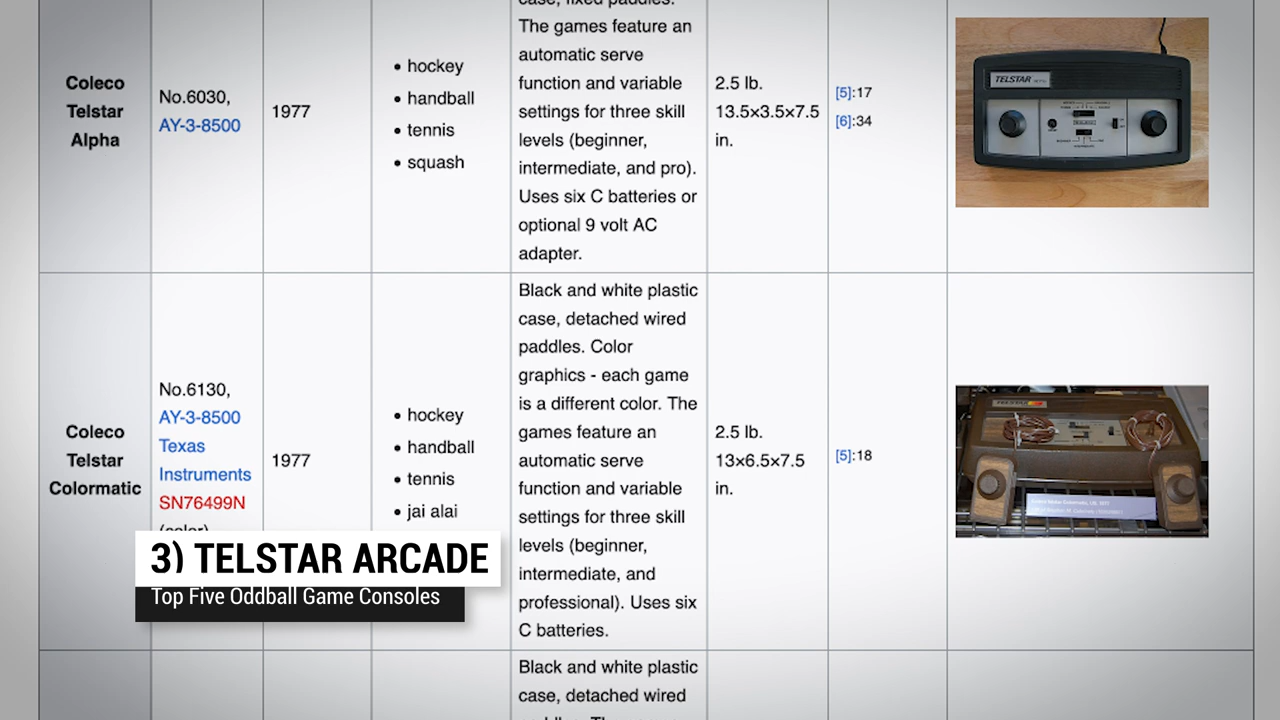 case, fixed paddles.
The games feature an
automatic serve
function and variable
settings for three skill
levels (beginner,
intermediate, and pro).
Uses six C batteries or
optional 9 volt AC
adapter.
Coleco
Telstar
Alpha
No.6030,
AY-3-8500
1977
• hockey
• handball
• tennis
• squash
2.5 lb.
13.5×3.5×7.5
in.
[5]:17
[6]:34
TELSTAR
Coleco
Telstar
Colormatic
No.6130,
AY-3-8500
Texas
Instruments
SN76499N
(color)
1977
• hockey
• handball
• tennis
• jai alai
Black and white plastic
case, detached wired
paddles. Color
graphics - each game
is a different color. The
games feature an
automatic serve
function and variable
settings for three skill
levels (beginner,
intermediate, and
professional). Uses six
C batteries.
2.5 lb.
13×6.5×7.5
in.
[5]:18
TELSTAR
Black and white plastic
case, detached wired
3) TELSTAR ARCADE
Top Five Oddball Game Consoles